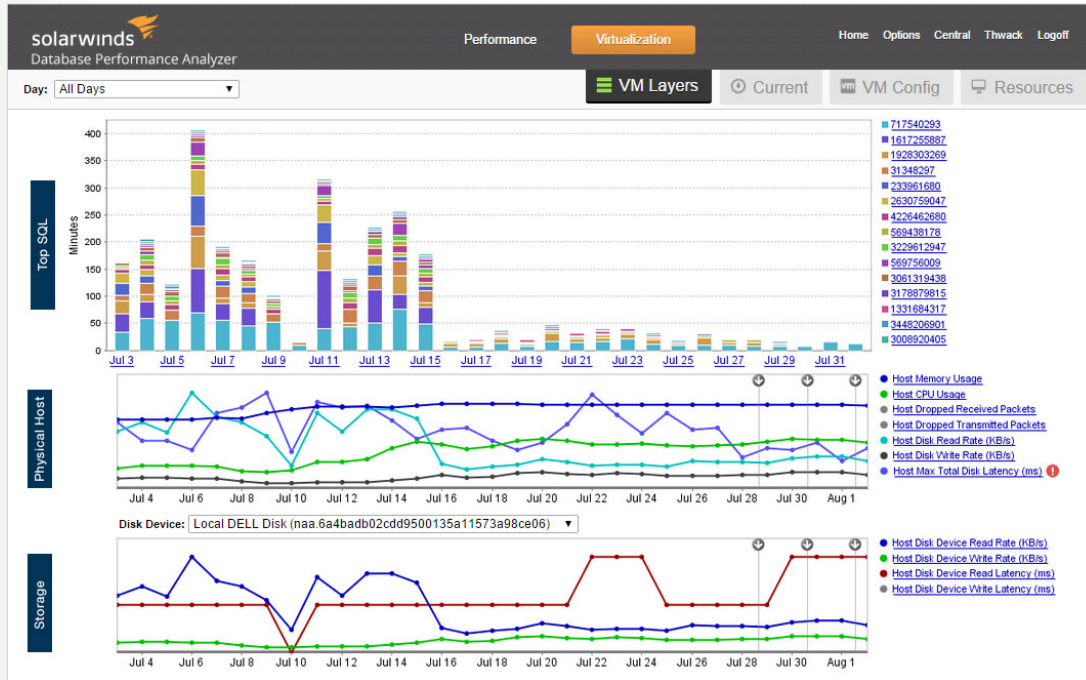 solarwinds
Database Performance Analyzer
Performance
Virtualization
Home Options Central Thwack Logoff
Day: All Days
VM Layers
Current
vm VM Config
Resources
Top SQL
Minutes
400
350
300
250
200
150
100
50
0
Jul 3 Jul 5 Jul 7 Jul 9 Jul 11 Jul 13 Jul 15 Jul 17 Jul 19 Jul 21 Jul 23 Jul 25 Jul 27 Jul 29 Jul 31
717540293
1617255887
1928303269
31348297
233961680
2630759047
4226462680
569438178
3229612947
569756009
3061319438
3178679815
1331684317
3448206901
3008920405
Physical Host
Jul 4 Jul 6 Jul 8 Jul 10 Jul 12 Jul 14 Jul 16 Jul 18 Jul 20 Jul 22 Jul 24 Jul 26 Jul 28 Jul 30 Aug 1
Host Memory Usage
Host CPU Usage
Host Dropped Received Packets
Host Dropped Transmitted Packets
Host Disk Read Rate (KB/s)
Host Disk Write Rate (KB/s)
Host Max Total Disk Latency (ms)
Disk Device: Local DELL Disk (naa.6a4badb02cdd9500135a11573a98ce06)
Storage
Jul 4 Jul 6 Jul 8 Jul 10 Jul 12 Jul 14 Jul 16 Jul 18 Jul 20 Jul 22 Jul 24 Jul 26 Jul 28 Jul 30 Aug 1
Host Disk Device Read Rate (KB/s)
Host Disk Device Write Rate (KB/s)
Host Disk Device Read Latency (ms)
Host Disk Device Write Latency (ms)